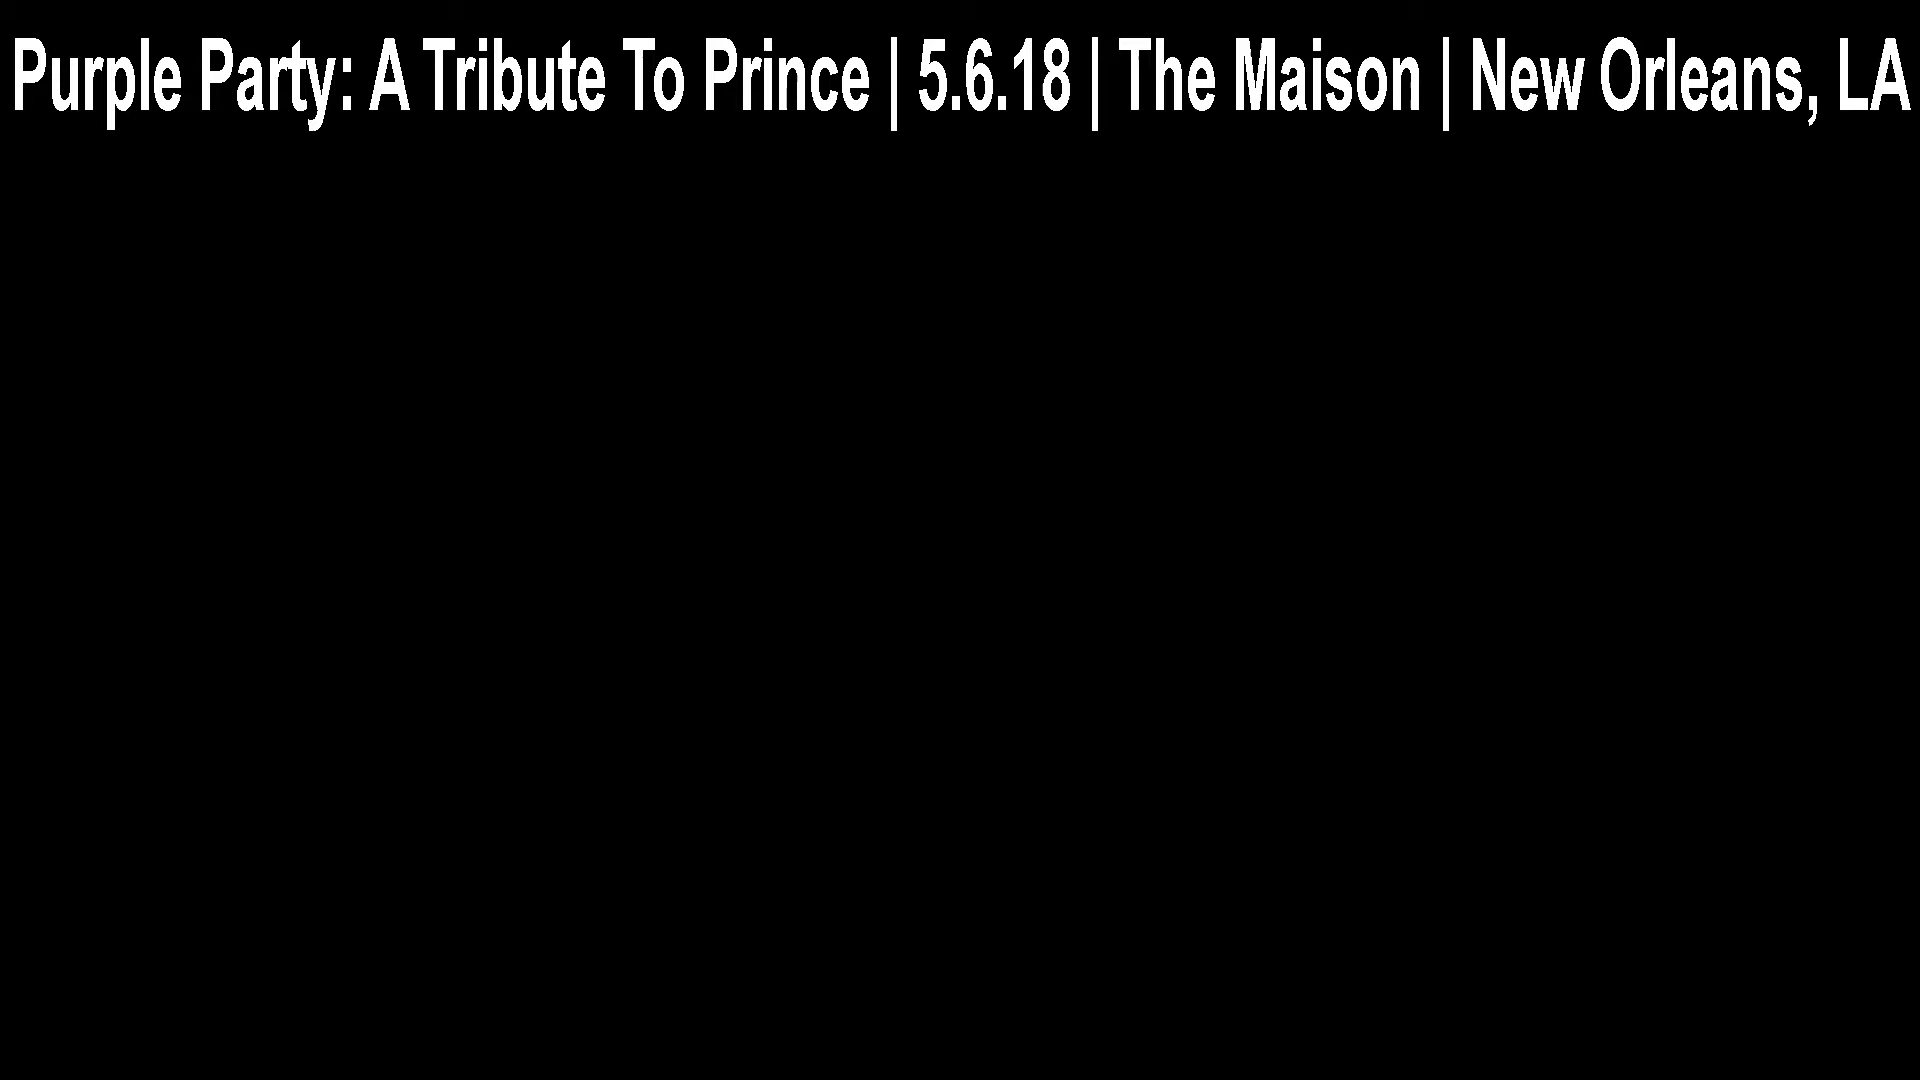 Purple Party: A Tribute To Prince | 5.6.18 | The Maison | New Orleans, LA